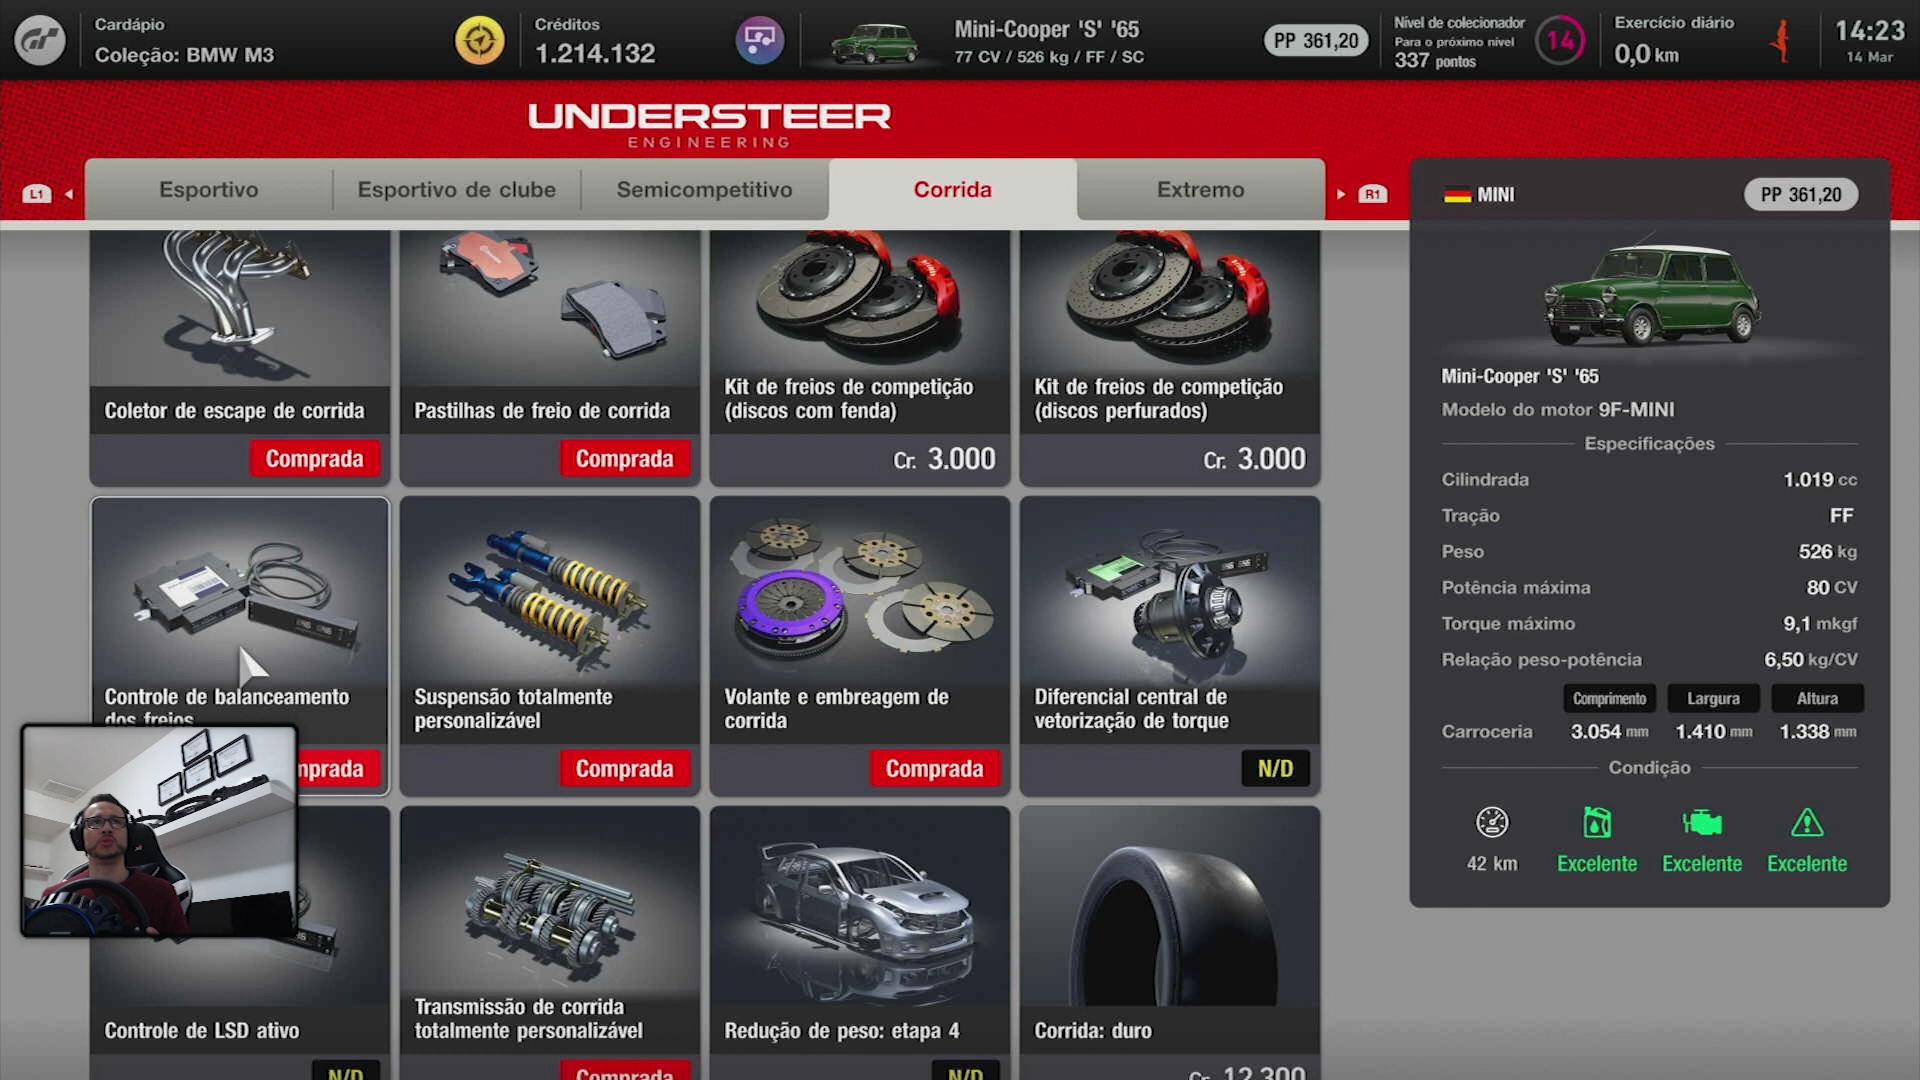 Cardápio
Coleção: BMW M3
Créditos
1.214.132
Mini-Cooper 'S' '65
77 CV / 526 kg / FF / SC
PP 361,20
Nível de colecionador
Para o próximo nível
337 pontos
14
Exercício diário
0,0 km
14:23
14 Mar
UNDERSTEER
ENGINEERING
L1
Esportivo
Esportivo de clube
Semicompetitivo
Corrida
Extremo
R1
Coletor de escape de corrida
Comprada
Pastilhas de freio de corrida
Comprada
Kit de freios de competição
(discos com fenda)
Cr. 3.000
Kit de freios de competição
(discos perfurados)
Cr. 3.000
Controle de balanceamento
dos freios
mprada
Suspensão totalmente
personalizável
Comprada
Volante e embreagem de
corrida
Comprada
Diferencial central de
vetorização de torque
N/D
Controle de LSD ativo
N/D
Transmissão de corrida
totalmente personalizável
Comprada
Redução de peso: etapa 4
N/D
Corrida: duro
Cr. 12.300
MINI
PP 361,20
Mini-Cooper 'S' '65
Modelo do motor 9F-MINI
Especificações
Cilindrada 1.019 cc
Tração FF
Peso 526 kg
Potência máxima 80 CV
Torque máximo 9,1 mkgf
Relação peso-potência 6,50 kg/CV
Comprimento Largura Altura
Carroceria 3.054 mm 1.410 mm 1.338 mm
Condição
42 km Excelente Excelente Excelente